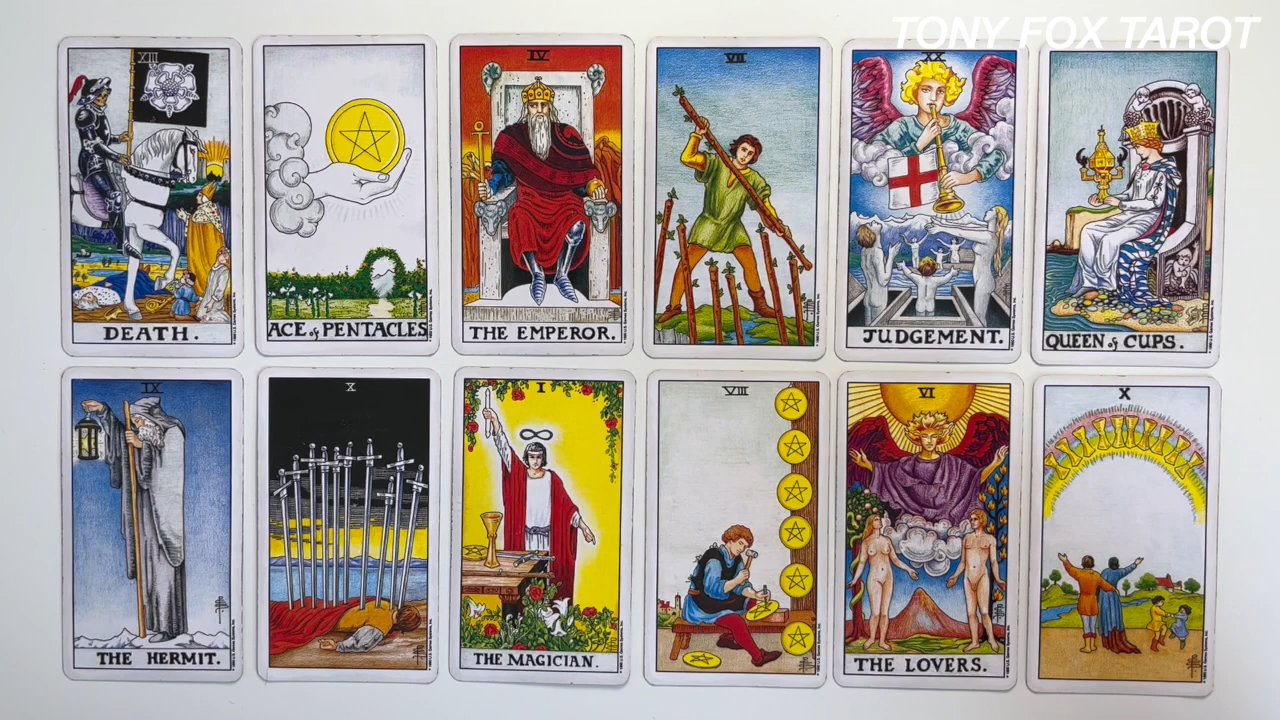 TONY FOX TAROT
XIII
IV
VII
XX
DEATH.
ACE of PENTACLES
THE EMPEROR.
JUDGEMENT.
QUEEN of CUPS.
IX
X
I
VIII
VI
X
THE HERMIT.
THE MAGICIAN.
THE LOVERS.